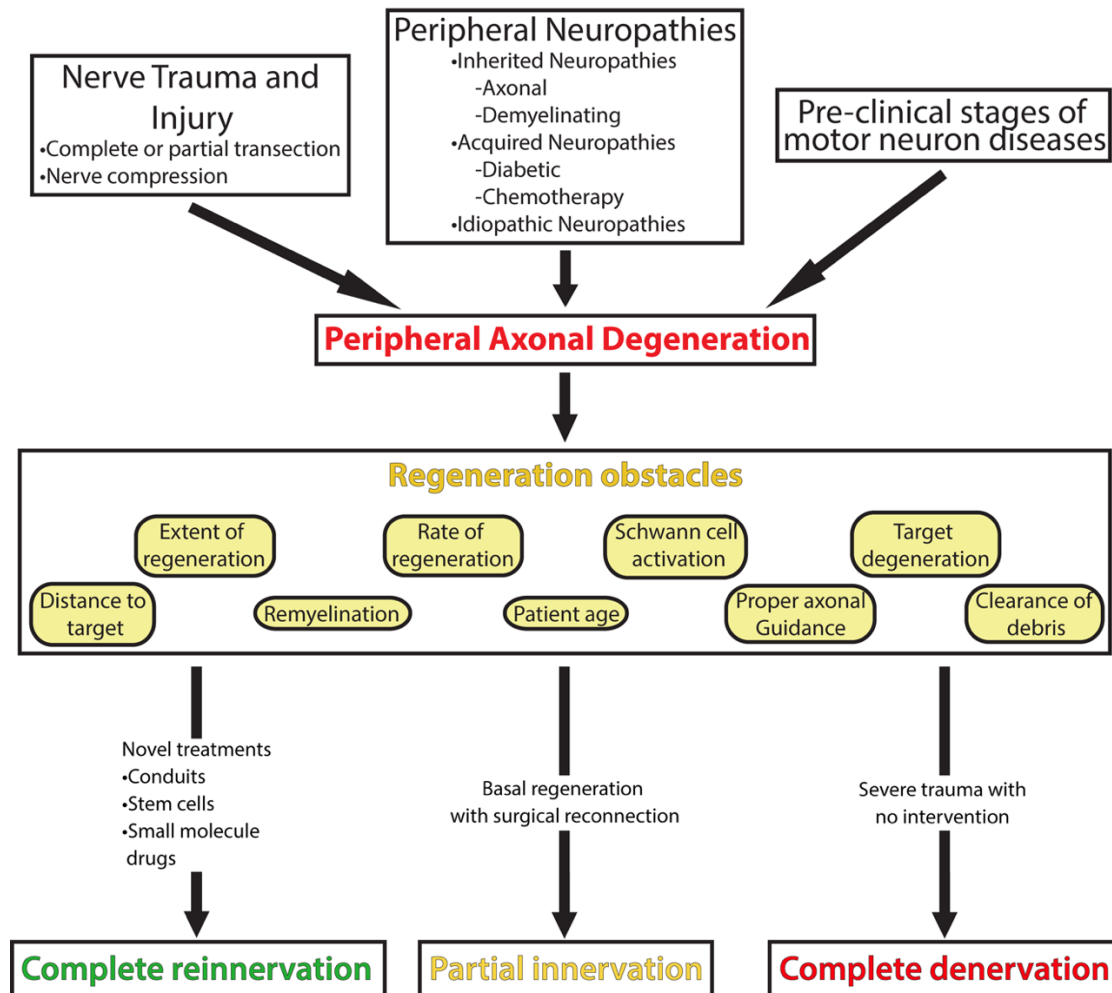 Nerve Trauma and
Injury
•Complete or partial transection
•Nerve compression
Peripheral Neuropathies
•Inherited Neuropathies
-Axonal
-Demyelinating
•Acquired Neuropathies
-Diabetic
-Chemotherapy
•Idiopathic Neuropathies
Pre-clinical stages of
motor neuron diseases
Peripheral Axonal Degeneration
Regeneration obstacles
Extent of
regeneration
Rate of
regeneration
Schwann cell
activation
Target
degeneration
Distance to
target
Remyelination
Patient age
Proper axonal
Guidance
Clearance of
debris
Novel treatments
•Conduits
•Stem cells
•Small molecule
drugs
Basal regeneration
with surgical reconnection
Severe trauma with
no intervention
Complete reinnervation
Partial innervation
Complete denervation